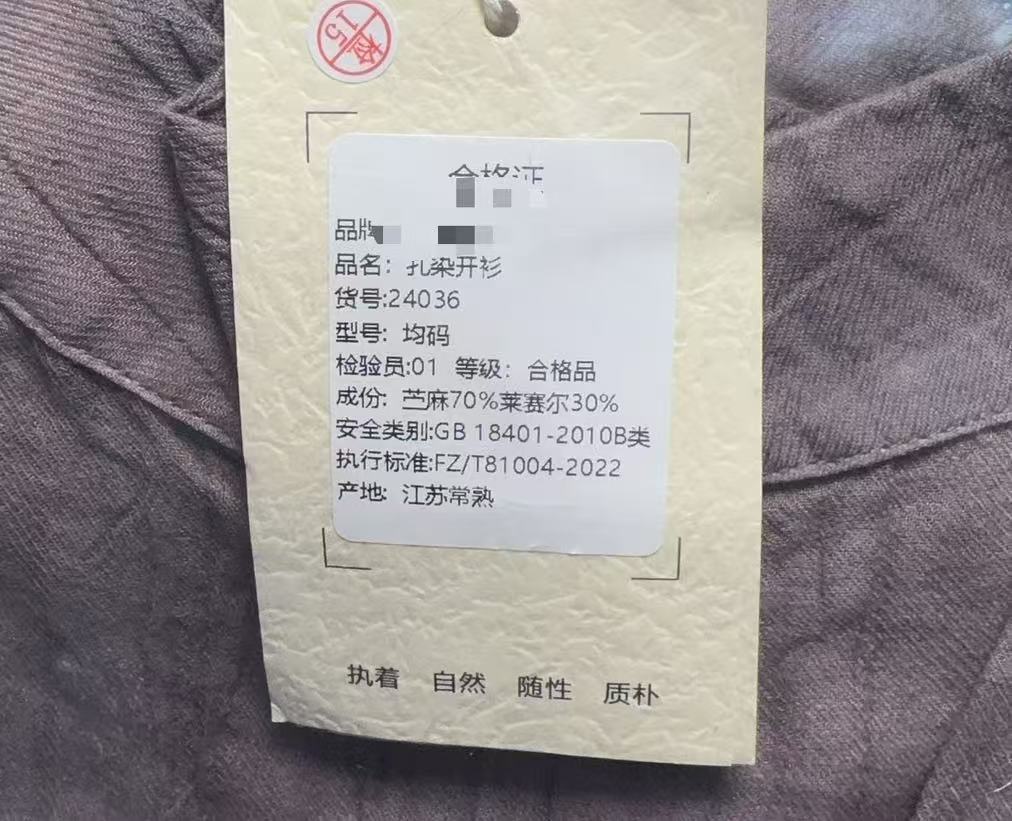 检
15
合格证
品牌
品名：扎染开衫
货号:24036
型号：均码
检验员:01 等级：合格品
成份：苎麻70%莱赛尔30%
安全类别:GB 18401-2010B类
执行标准:FZ/T81004-2022
产地：江苏常熟
执着 自然 随性 质朴